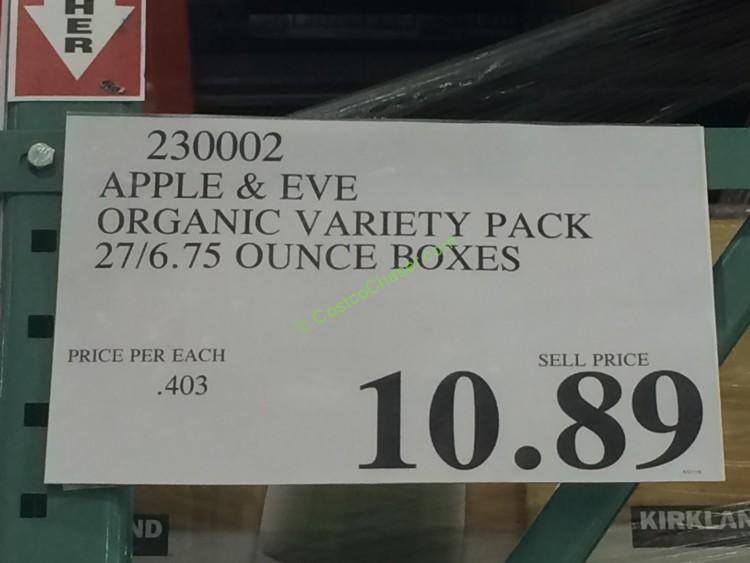 HER
230002
APPLE & EVE
ORGANIC VARIETY PACK
27/6.75 OUNCE BOXES
© CostcoChaser.com
PRICE PER EACH
.403
SELL PRICE
10.89
ND
KIRKLAN